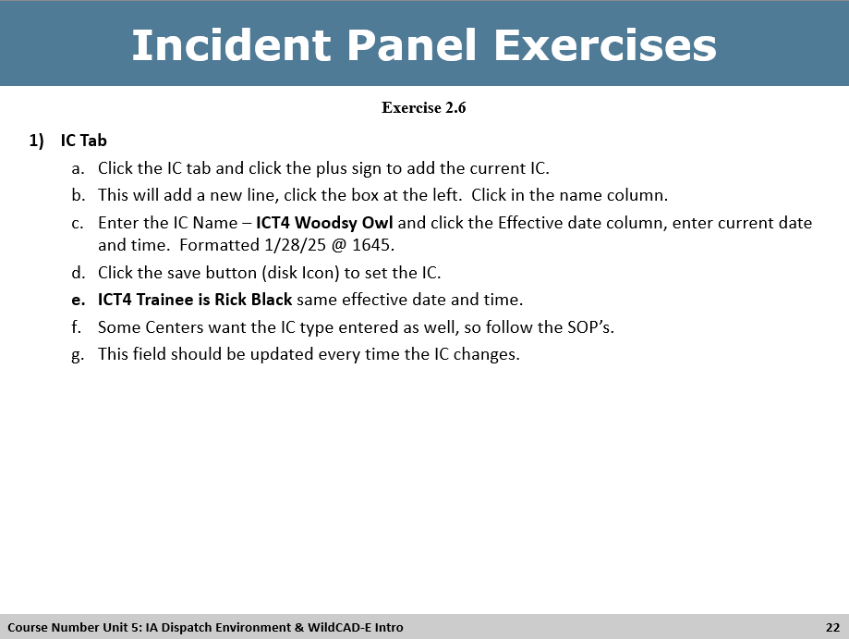 Incident Panel Exercises
Exercise 2.6
1) IC Tab
a. Click the IC tab and click the plus sign to add the current IC.
b. This will add a new line, click the box at the left.  Click in the name column.
c. Enter the IC Name – ICT4 Woodsy Owl and click the Effective date column, enter current date
and time.  Formatted 1/28/25 @ 1645.
d. Click the save button (disk Icon) to set the IC.
e. ICT4 Trainee is Rick Black same effective date and time.
f. Some Centers want the IC type entered as well, so follow the SOP’s.
g. This field should be updated every time the IC changes.
Course Number Unit 5: IA Dispatch Environment & WildCAD-E Intro 22